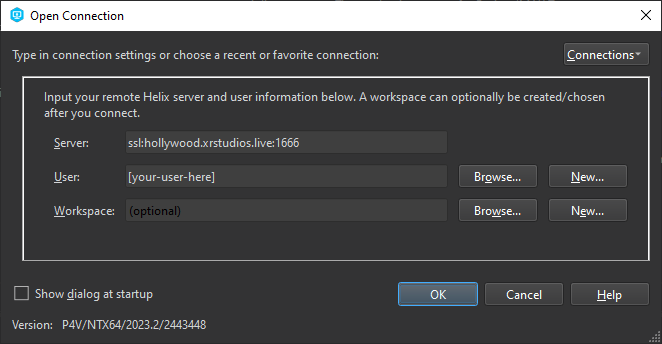 Open Connection
Type in connection settings or choose a recent or favorite connection:
Connections
Input your remote Helix server and user information below. A workspace can optionally be created/chosen
after you connect.
Server: ssl:hollywood.xrstudios.live:1666
User: [your-user-here] Browse... New...
Workspace: (optional) Browse... New...
Show dialog at startup OK Cancel Help
Version: P4V/NTX64/2023.2/2443448